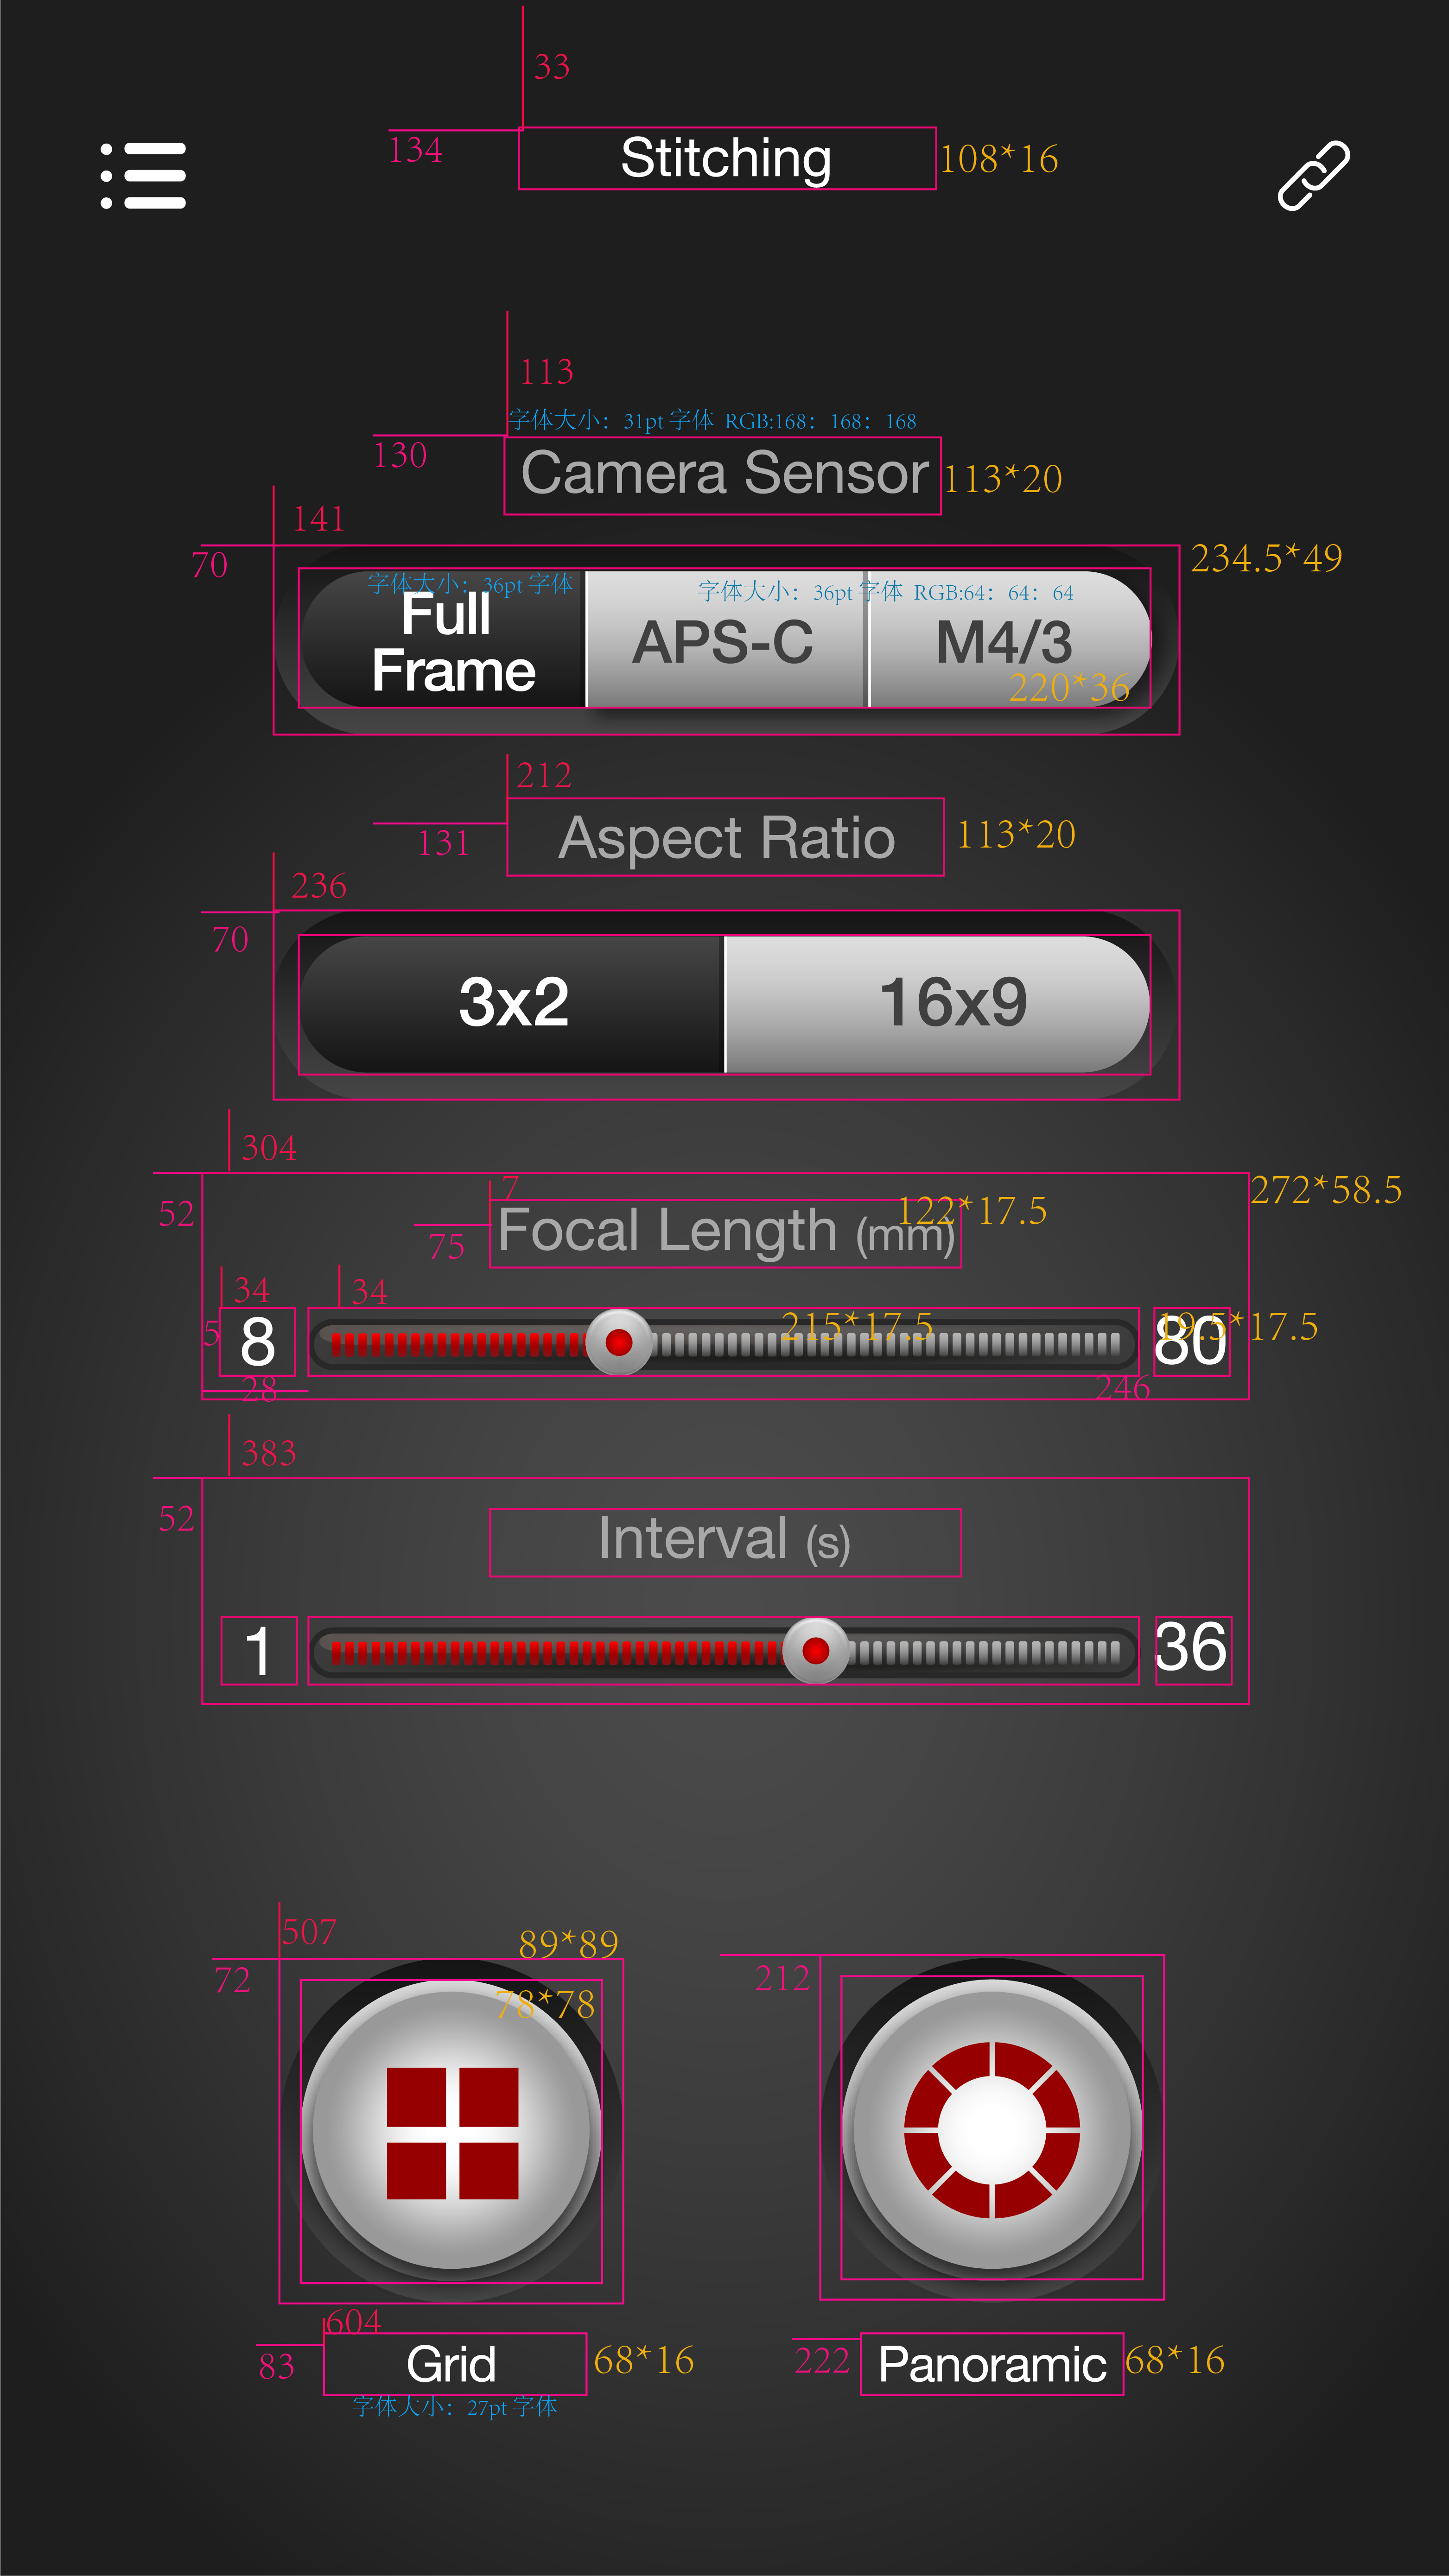 33
134
Stitching
108*16
113
字体大小：31pt 字体 RGB:168：168：168
130
Camera Sensor
113*20
141
70
234.5*49
字体大小：36pt 字体
字体大小：36pt 字体 RGB:64：64：64
Full
Frame
APS-C
M4/3
220*36
212
131
Aspect Ratio
113*20
236
70
3x2
16x9
304
52
272*58.5
7
122*17.5
75
Focal Length (mm)
34
34
5
8
215*17.5
80
19.5*17.5
28
246
383
52
Interval (s)
1
36
507
89*89
72
78*78
212
604
83
Grid
68*16
字体大小：27pt 字体
222
Panoramic
68*16